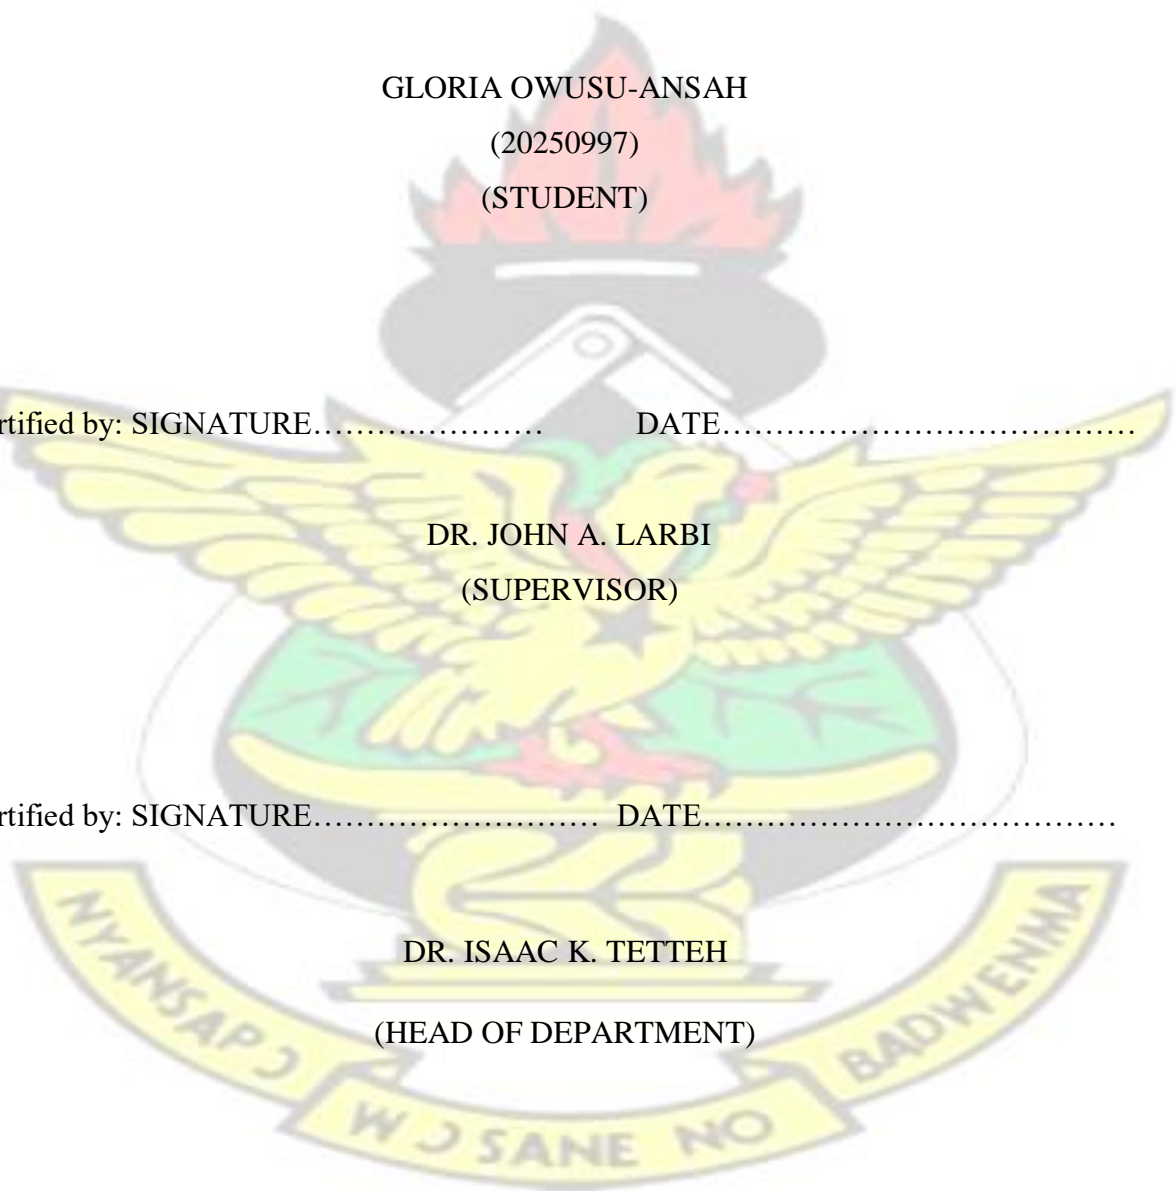 GLORIA OWUSU-ANSAH
(20250997)
(STUDENT)
rtified by: SIGNATURE…………………. DATE…………………………………
DR. JOHN A. LARBI
(SUPERVISOR)
rtified by: SIGNATURE……………………… DATE…………………………………
DR. ISAAC K. TETTEH
(HEAD OF DEPARTMENT)
NYANSAPƆ
WƆSANE NO
BADWENMA